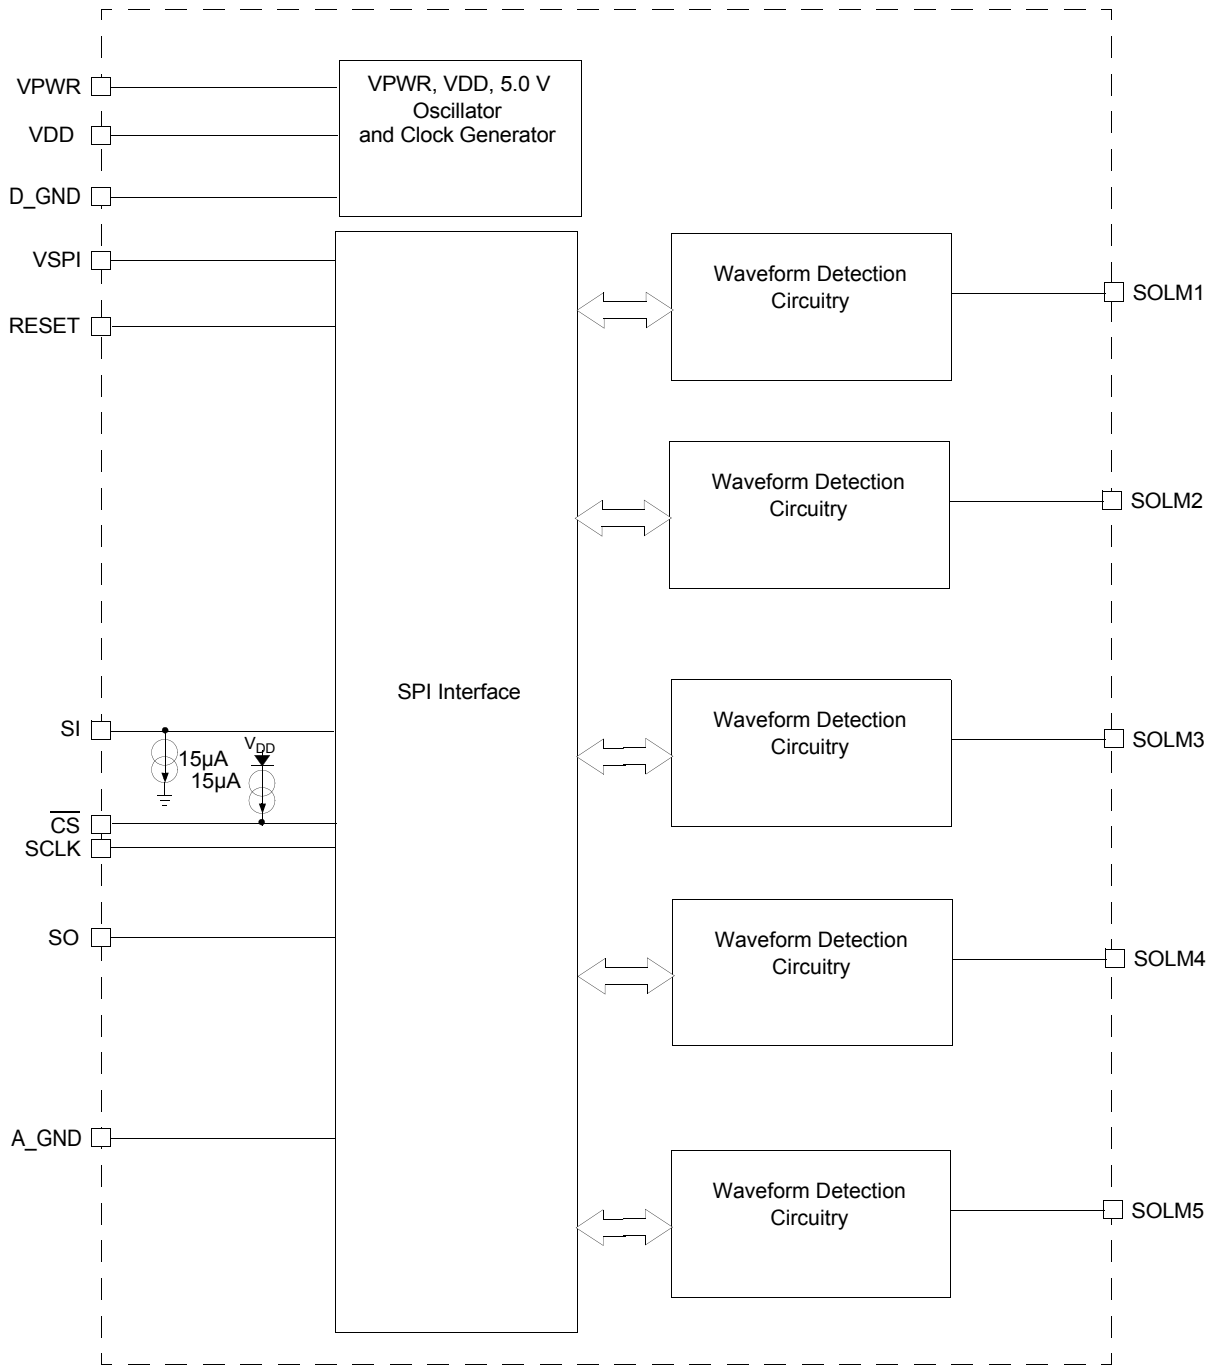 VPWR
VDD
D_GND
VPWR, VDD, 5.0 V
Oscillator
and Clock Generator
VSPI
RESET
SI
15µA
VDD
15µA
CS
SCLK
SO
A_GND
SPI Interface
Waveform Detection
Circuitry
SOLM1
Waveform Detection
Circuitry
SOLM2
Waveform Detection
Circuitry
SOLM3
Waveform Detection
Circuitry
SOLM4
Waveform Detection
Circuitry
SOLM5